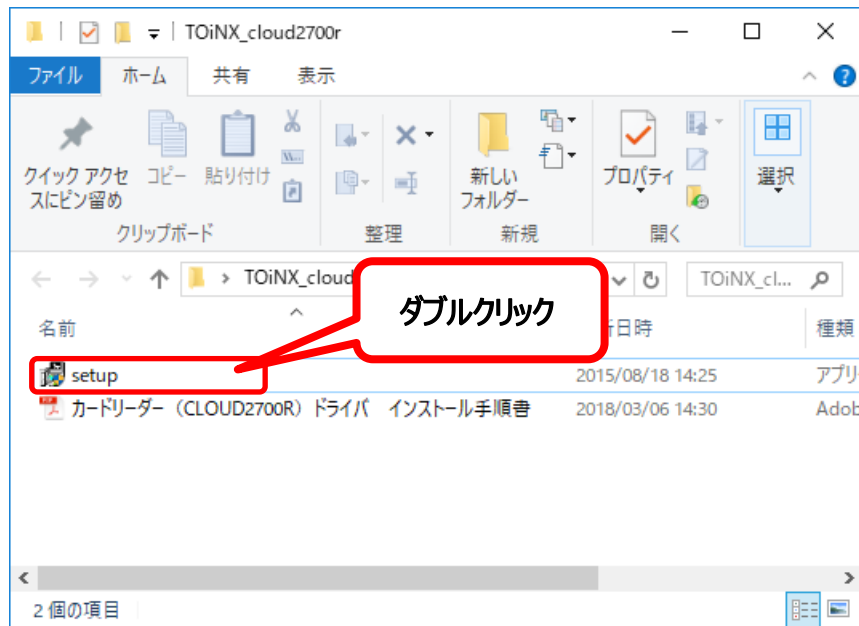 TOiNX_cloud2700r
ファイル ホーム 共有 表示
クイック アクセ
スにピン留め
コピー
貼り付け
新しい
フォルダー
プロパティ
選択
クリップボード 整理 新規 開く
TOiNX_cloud TOiNX_cl...
ダブルクリック
名前 日時 種類
setup 2015/08/18 14:25 アプリ
カードリーダー（CLOUD2700R）ドライバ インストール手順書 2018/03/06 14:30 Adob
2 個の項目